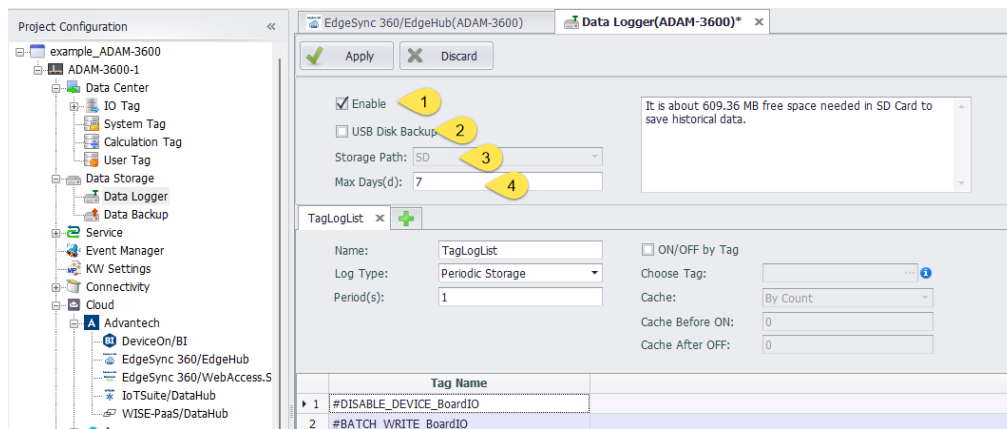 Project Configuration «
example_ADAM-3600
ADAM-3600-1
Data Center
IO Tag
System Tag
Calculation Tag
User Tag
Data Storage
Data Logger
Data Backup
Service
Event Manager
KW Settings
Connectivity
Cloud
A Advantech
BI DeviceOn/BI
EdgeSync 360/EdgeHub
EdgeSync 360/WebAccess.S
IoTSuite/DataHub
WISE-PaaS/DataHub
EdgeSync 360/EdgeHub(ADAM-3600)
Data Logger(ADAM-3600)* ×
Apply Discard
Enable 1
USB Disk Backup 2
Storage Path: SD 3
Max Days(d): 7 4
It is about 609.36 MB free space needed in SD Card to
save historical data.
TagLogList ×
Name: TagLogList
Log Type: Periodic Storage
Period(s): 1
ON/OFF by Tag
Choose Tag: ...
Cache: By Count
Cache Before ON: 0
Cache After OFF: 0
Tag Name
1 #DISABLE_DEVICE_BoardIO
2 #BATCH_WRITE_BoardIO